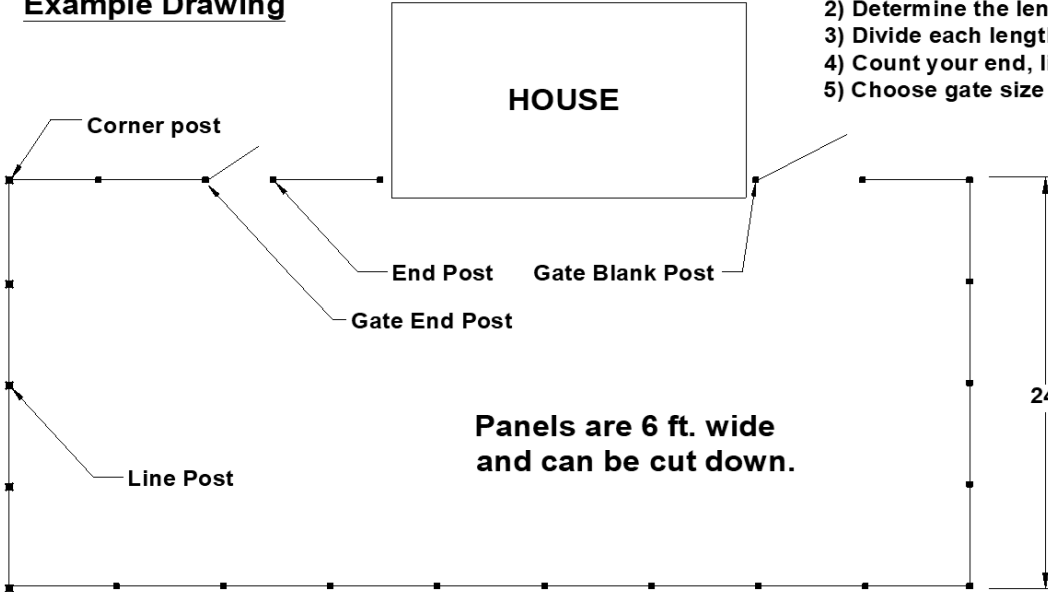 Example Drawing
2) Determine the len
3) Divide each lengt
4) Count your end, l
5) Choose gate size
HOUSE
Corner post
End Post
Gate Blank Post
Gate End Post
24
Panels are 6 ft. wide
and can be cut down.
Line Post